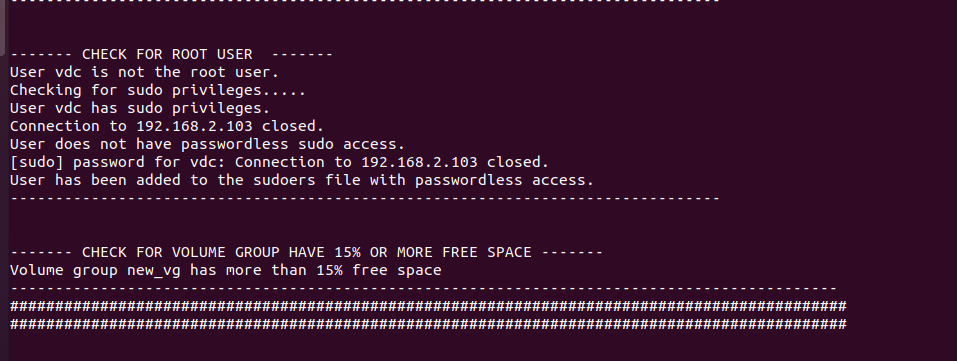 --------------------------------------------------------------------------------
------- CHECK FOR ROOT USER  -------
User vdc is not the root user.
Checking for sudo privileges.....
User vdc has sudo privileges.
Connection to 192.168.2.103 closed.
User does not have passwordless sudo access.
[sudo] password for vdc: Connection to 192.168.2.103 closed.
User has been added to the sudoers file with passwordless access.
-------------------------------------------------------------------------------
------- CHECK FOR VOLUME GROUP HAVE 15% OR MORE FREE SPACE -------
Volume group new_vg has more than 15% free space
--------------------------------------------------------------------------------------------
#############################################################################################
#############################################################################################